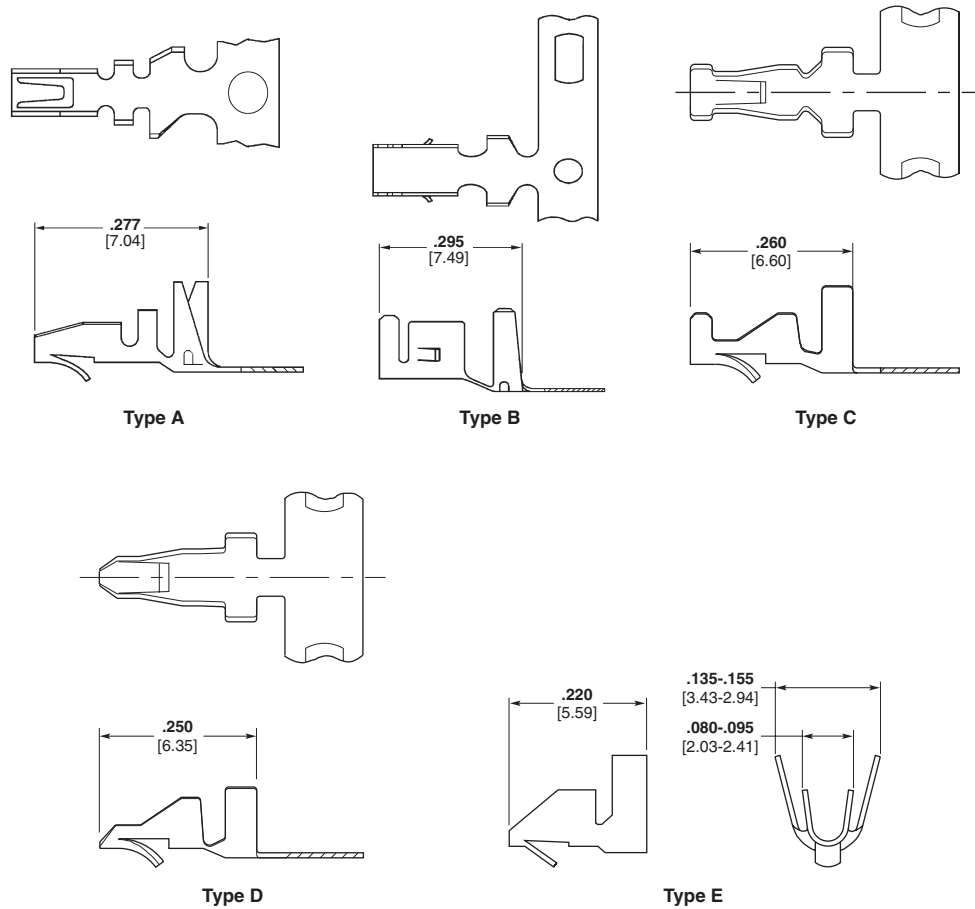 .277
[7.04]
.295
[7.49]
.260
[6.60]
Type A
Type B
Type C
.250
[6.35]
.220
[5.59]
.135-.155
[3.43-2.94]
.080-.095
[2.03-2.41]
Type D
Type E